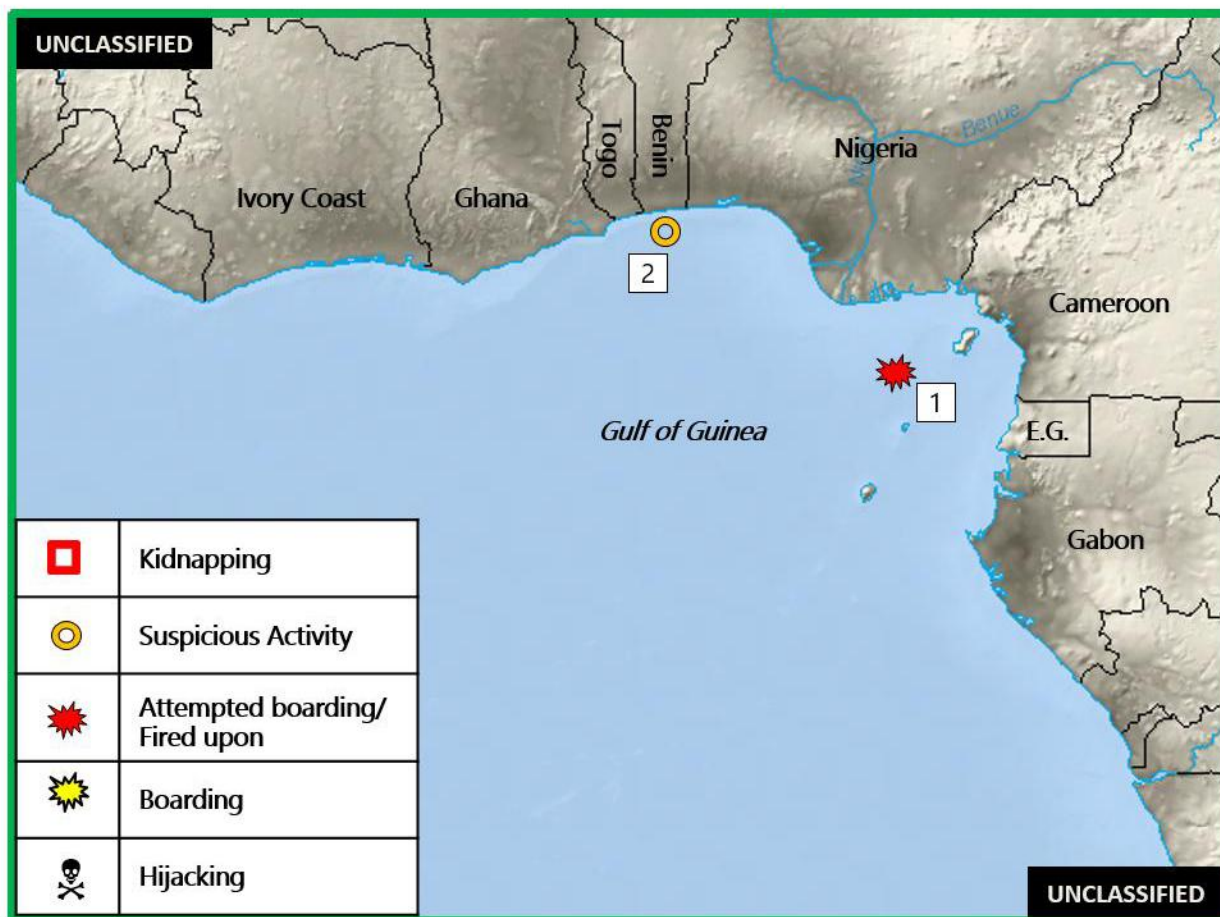 UNCLASSIFIED
Togo
Benin
Nigeria
Benue
Ivory Coast
Ghana
2
Cameroon
1
Gulf of Guinea
E.G.
Gabon
Kidnapping
Suspicious Activity
Attempted boarding/
Fired upon
Boarding
Hijacking
UNCLASSIFIED